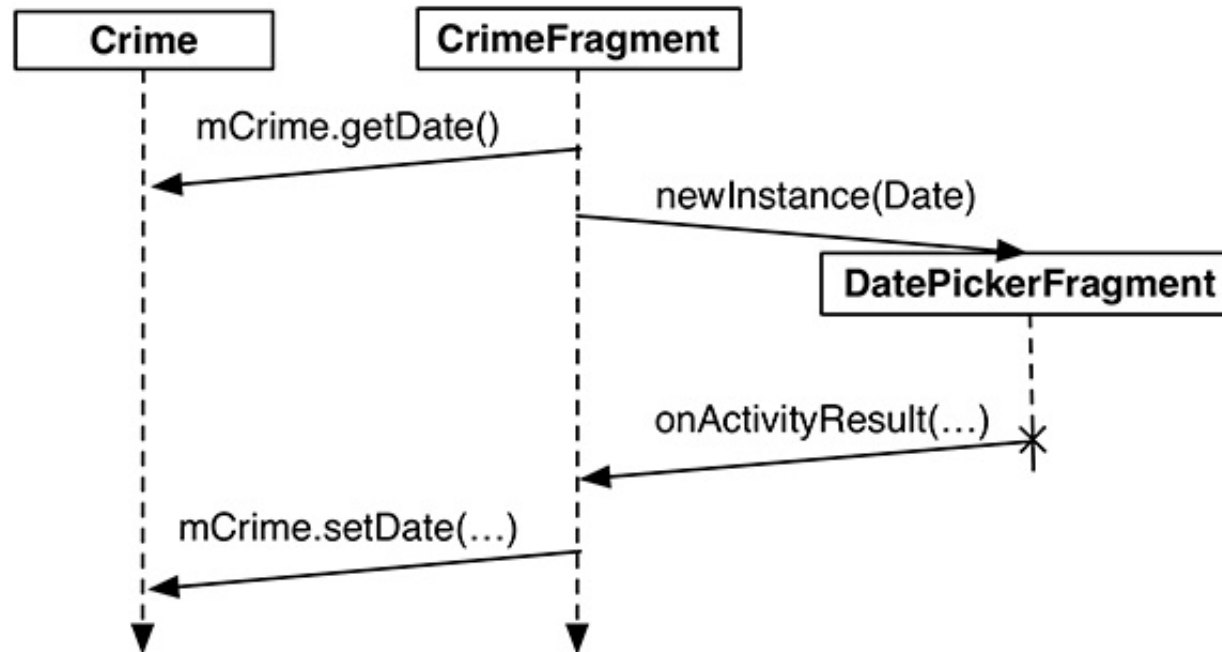 Crime
CrimeFragment
mCrime.getDate()
newInstance(Date)
DatePickerFragment
onActivityResult(…)
mCrime.setDate(…)